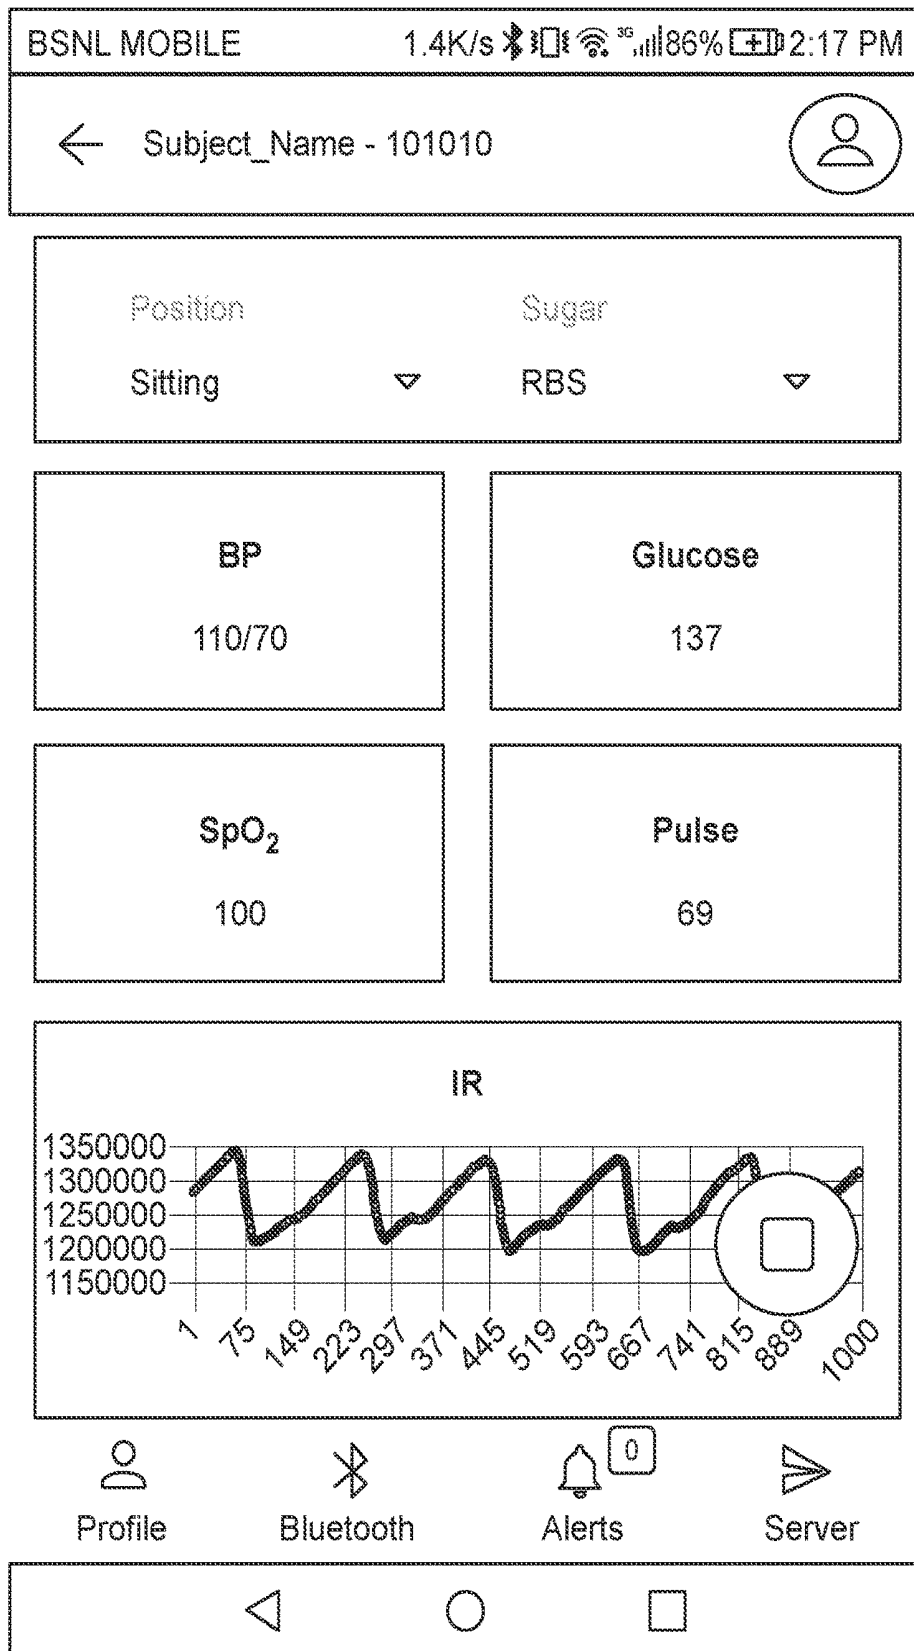 BSNL MOBILE 1.4K/s 3G 86% 2:17 PM
Subject_Name - 101010
Position Sugar
Sitting RBS
BP Glucose
110/70 137
SpO₂ Pulse
100 69
IR
1350000
1300000
1250000
1200000
1150000
1 75 149 223 297 371 445 519 593 667 741 815 889 1000
0
Profile Bluetooth Alerts Server